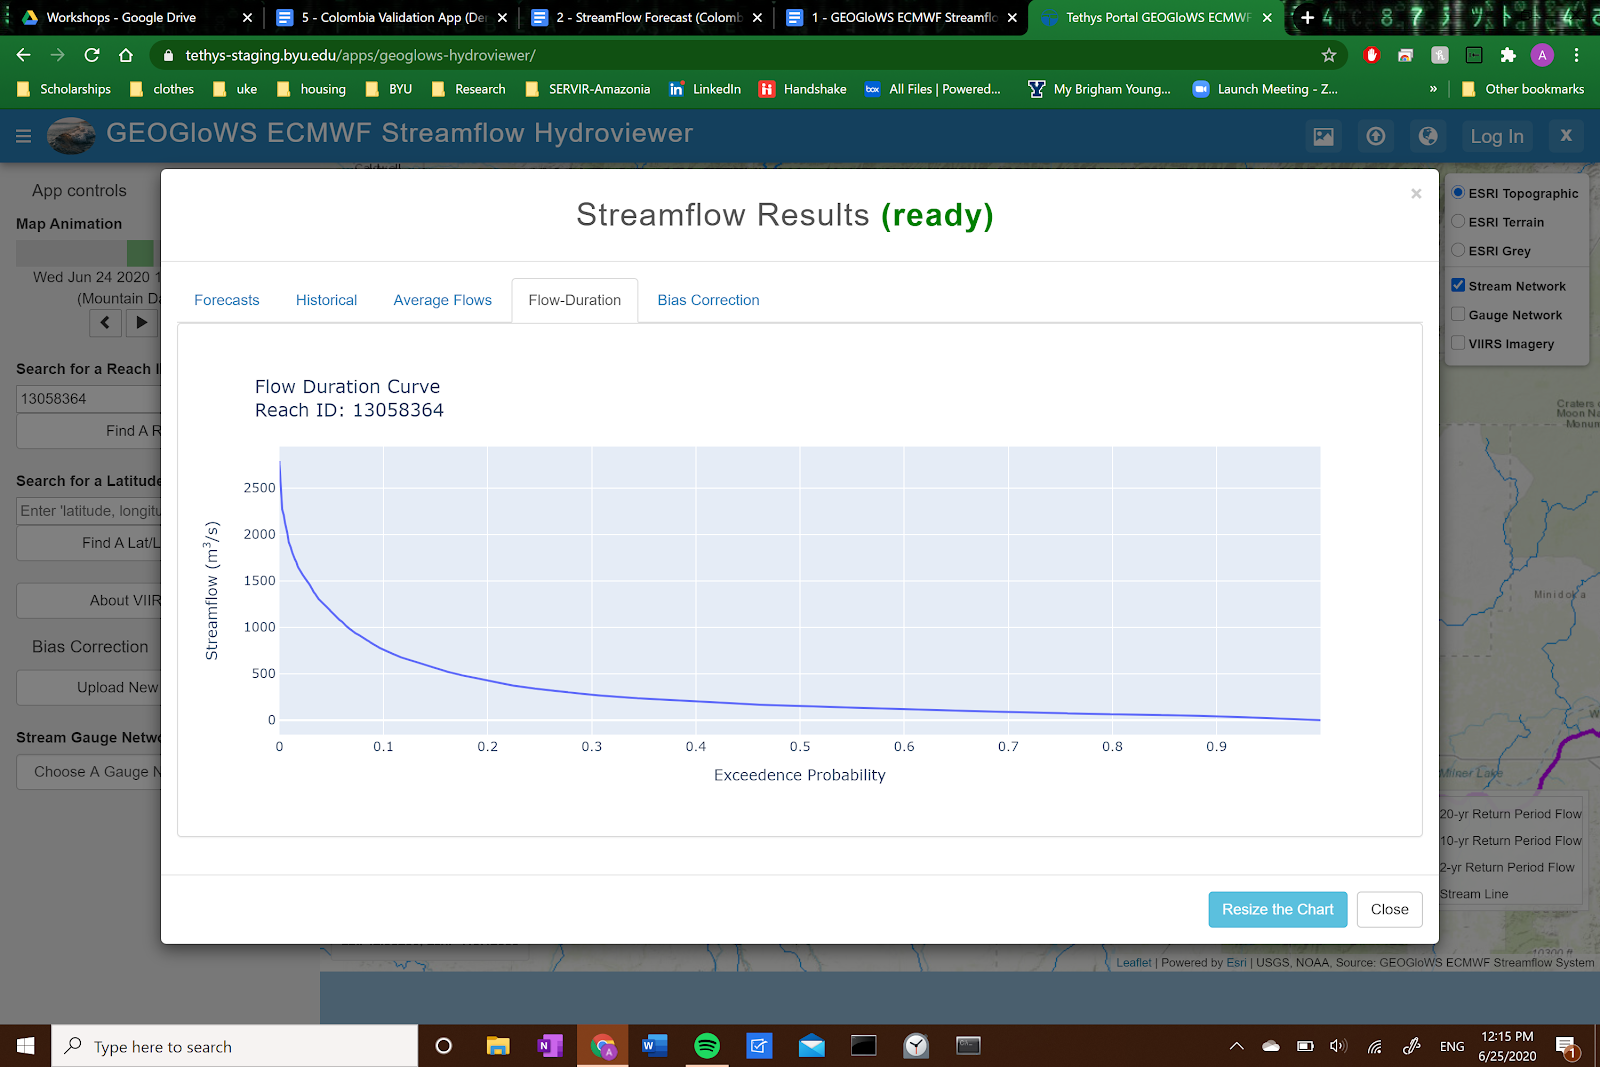 Workshops - Google Drive
5 - Colombia Validation App (De
2 - StreamFlow Forecast (Colomb
1 - GEOGloWS ECMWF Streamflo
Tethys Portal GEOGloWS ECMWF
tethys-staging.byu.edu/apps/geoglows-hydroviewer/
A
Scholarships
clothes
uke
housing
BYU
Research
SERVIR-Amazonia
LinkedIn
Handshake
box All Files | Powered...
My Brigham Young...
Launch Meeting - Z...
»
Other bookmarks
GEOGloWS ECMWF Streamflow Hydroviewer
Log In
X
App controls
Map Animation
Wed Jun 24 2020 1
(Mountain Da
Search for a Reach I
13058364
Find A R
Search for a Latitude
Enter 'latitude, longitu
Find A Lat/L
About VIIR
Bias Correction
Upload New
Stream Gauge Netwo
Choose A Gauge N
Streamflow Results (ready)
×
Forecasts
Historical
Average Flows
Flow-Duration
Bias Correction
Flow Duration Curve
Reach ID: 13058364
Streamflow (m³/s)
2500
2000
1500
1000
500
0
0 0.1 0.2 0.3 0.4 0.5 0.6 0.7 0.8 0.9
Exceedence Probability
Resize the Chart
Close
ESRI Topographic
ESRI Terrain
ESRI Grey
Stream Network
Gauge Network
VIIRS Imagery
Craters
Moon Na
Monum
Minidoka
Milner Lake
20-yr Return Period Flow
10-yr Return Period Flow
2-yr Return Period Flow
Stream Line
Leaflet | Powered by Esri | USGS, NOAA, Source: GEOGloWS ECMWF Streamflow System
Type here to search
ENG
12:15 PM
6/25/2020
1